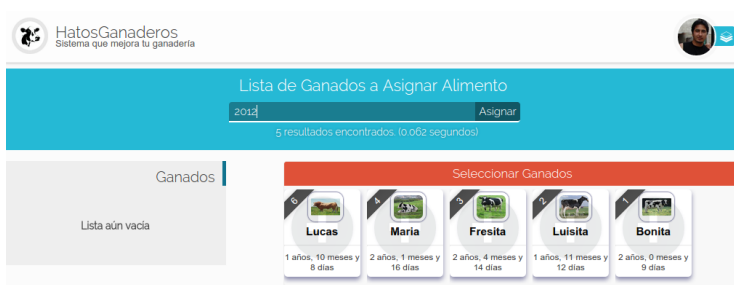 HatosGanaderos
Sistema que mejora tu ganadería
Lista de Ganados a Asignar Alimento
2012
Asignar
5 resultados encontrados. (0.062 segundos)
Ganados
Lista aún vacia
Seleccionar Ganados
6
Lucas
1 años, 10 meses y
8 días
4
Maria
2 años, 1 meses y
16 días
3
Fresita
2 años, 4 meses y
14 días
2
Luisita
1 años, 11 meses y
12 días
1
Bonita
2 años, 0 meses y
9 días